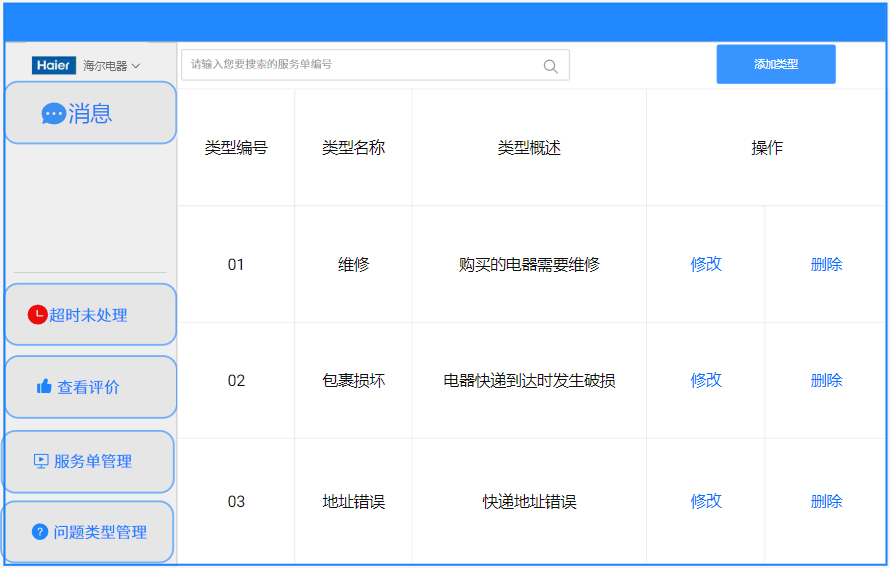 Haier 海尔电器
请输入您要搜索的服务单编号
添加类型
消息
超时未处理
查看评价
服务单管理
问题类型管理
类型编号 类型名称 类型概述 操作
01 维修 购买的电器需要维修 修改 删除
02 包裹损坏 电器快递到达时发生破损 修改 删除
03 地址错误 快递地址错误 修改 删除